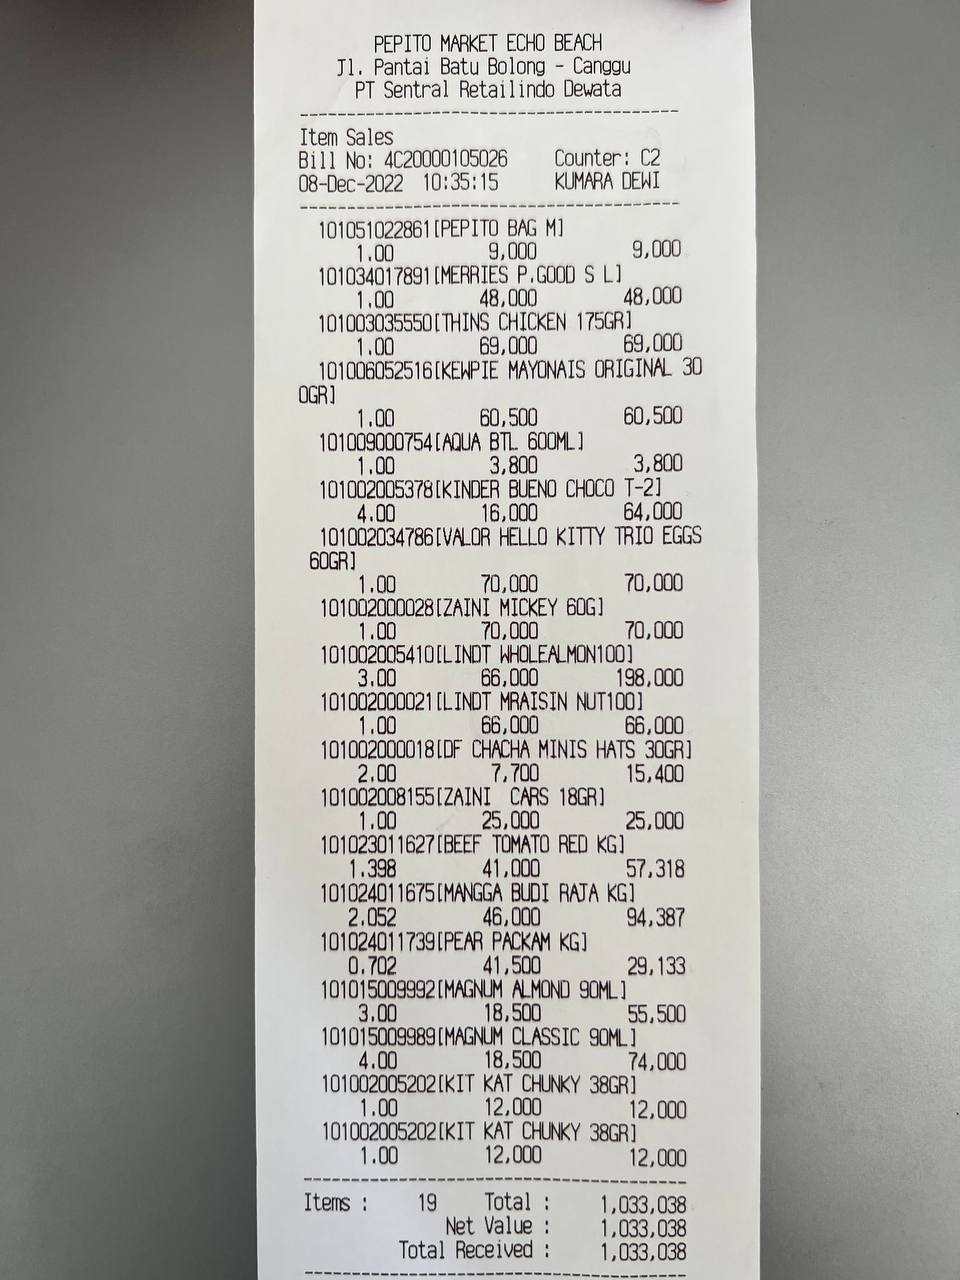 PEPITO MARKET ECHO BEACH
Jl. Pantai Batu Bolong - Canggu
PT Sentral Retailindo Dewata
----------------------------------------
Item Sales
Bill No: 4C20000105026 Counter: C2
08-Dec-2022 10:35:15 KUMARA DEWI
----------------------------------------
101051022861[PEPITO BAG M]
1.00 9,000 9,000
101034017891[MERRIES P.GOOD S L]
1.00 48,000 48,000
101003035550[THINS CHICKEN 175GR]
1.00 69,000 69,000
101006052516[KEWPIE MAYONAIS ORIGINAL 30
0GR]
1.00 60,500 60,500
101009000754[AQUA BTL 600ML]
1.00 3,800 3,800
101002005378[KINDER BUENO CHOCO T-2]
4.00 16,000 64,000
101002034786[VALOR HELLO KITTY TRIO EGGS
60GR]
1.00 70,000 70,000
101002000028[ZAINI MICKEY 60G]
1.00 70,000 70,000
101002005410[LINDT WHOLEALMON100]
3.00 66,000 198,000
101002000021[LINDT MRAISIN NUT100]
1.00 66,000 66,000
101002000018[DF CHACHA MINIS HATS 30GR]
2.00 7,700 15,400
101002008155[ZAINI  CARS 18GR]
1.00 25,000 25,000
101023011627[BEEF TOMATO RED KG]
1.398 41,000 57,318
101024011675[MANGGA BUDI RAJA KG]
2.052 46,000 94,387
101024011739[PEAR PACKAM KG]
0.702 41,500 29,133
101015009992[MAGNUM ALMOND 90ML]
3.00 18,500 55,500
101015009989[MAGNUM CLASSIC 90ML]
4.00 18,500 74,000
101002005202[KIT KAT CHUNKY 38GR]
1.00 12,000 12,000
101002005202[KIT KAT CHUNKY 38GR]
1.00 12,000 12,000
----------------------------------------
Items : 19 Total : 1,033,038
Net Value : 1,033,038
Total Received : 1,033,038
----------------------------------------